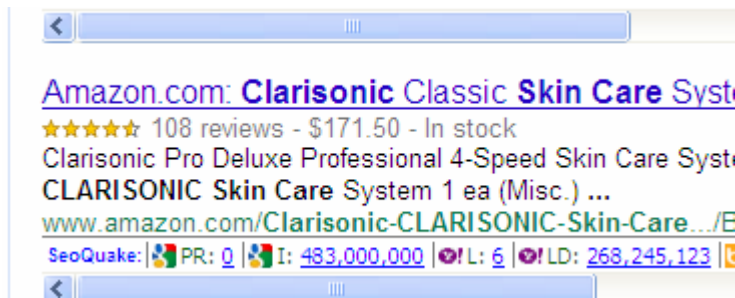 Amazon.com: Clarisonic Classic Skin Care Syst
108 reviews - $171.50 - In stock
Clarisonic Pro Deluxe Professional 4-Speed Skin Care Syst
CLARISONIC Skin Care System 1 ea (Misc.) ...
www.amazon.com/Clarisonic-CLARISONIC-Skin-Care.../B
SeoQuake: PR: 0 I: 483,000,000 Y! L: 6 Y! LD: 268,245,123